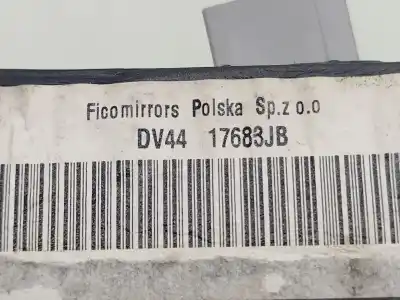 Ficomirrors Polska Sp.z o.o
DV44 17683JB